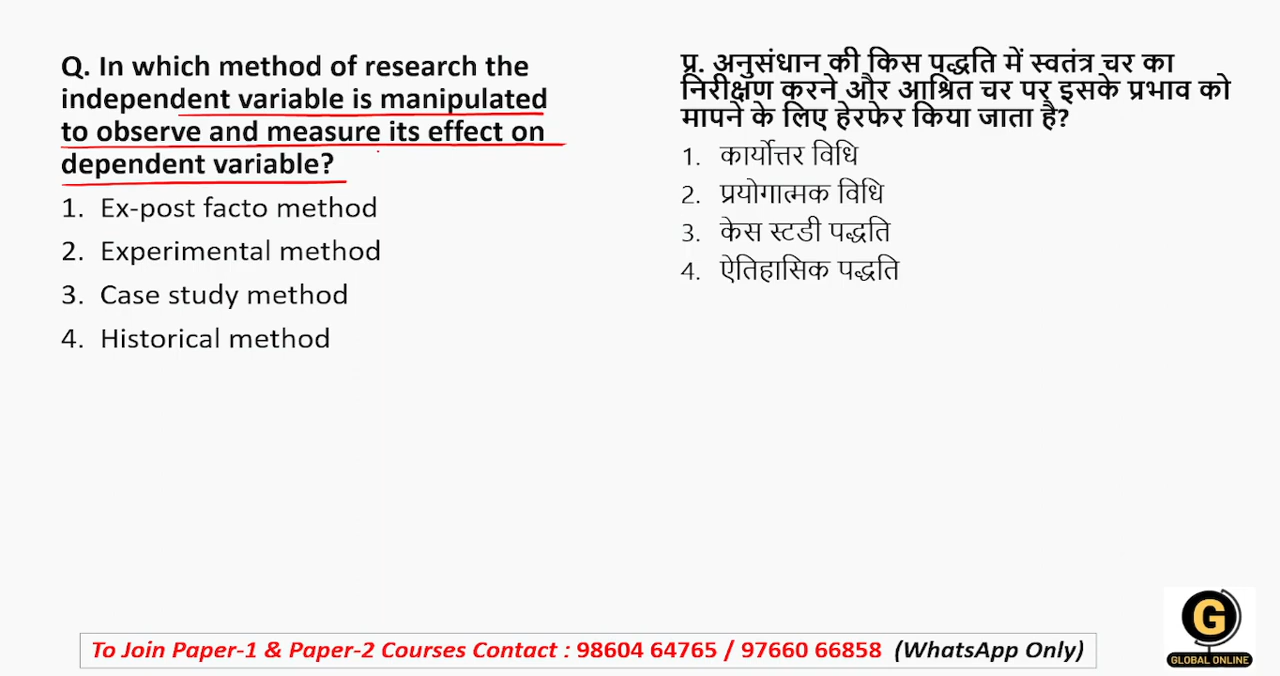 Q. In which method of research the
independent variable is manipulated
to observe and measure its effect on
dependent variable?
1. Ex-post facto method
2. Experimental method
3. Case study method
4. Historical method
प्र. अनुसंधान की किस पद्धति में स्वतंत्र चर का
निरीक्षण करने और आश्रित चर पर इसके प्रभाव को
मापने के लिए हेरफेर किया जाता है?
1. कार्योत्तर विधि
2. प्रयोगात्मक विधि
3. केस स्टडी पद्धति
4. ऐतिहासिक पद्धति
To Join Paper-1 & Paper-2 Courses Contact : 98604 64765 / 97660 66858 (WhatsApp Only)
G
GLOBAL ONLINE